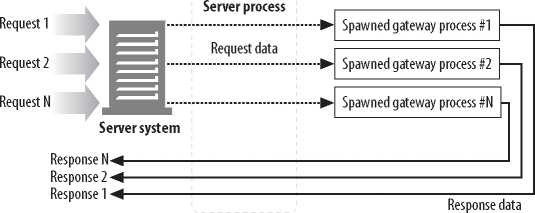 Server process
Request 1
Spawned gateway process #1
Request data
Request 2
Spawned gateway process #2
Request N
Spawned gateway process #N
Server system
Response N
Response 2
Response 1
Response data